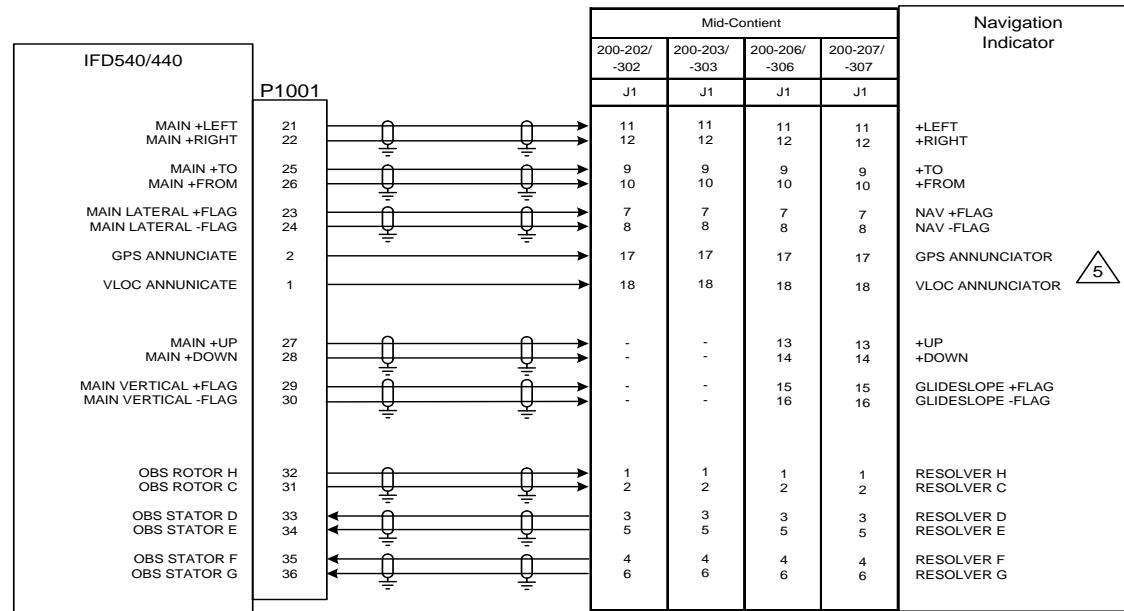 Mid-Contient
Navigation
Indicator
IFD540/440
200-202/ 200-203/ 200-206/ 200-207/
-302 -303 -306 -307
P1001
J1 J1 J1 J1
MAIN +LEFT 21 11 11 11 11 +LEFT
MAIN +RIGHT 22 12 12 12 12 +RIGHT
MAIN +TO 25 9 9 9 9 +TO
MAIN +FROM 26 10 10 10 10 +FROM
MAIN LATERAL +FLAG 23 7 7 7 7 NAV +FLAG
MAIN LATERAL -FLAG 24 8 8 8 8 NAV -FLAG
GPS ANNUNCIATE 2 17 17 17 17 GPS ANNUNCIATOR
5
VLOC ANNUNICATE 1 18 18 18 18 VLOC ANNUNCIATOR
MAIN +UP 27 - - 13 13 +UP
MAIN +DOWN 28 - - 14 14 +DOWN
MAIN VERTICAL +FLAG 29 - - 15 15 GLIDESLOPE +FLAG
MAIN VERTICAL -FLAG 30 - - 16 16 GLIDESLOPE -FLAG
OBS ROTOR H 32 1 1 1 1 RESOLVER H
OBS ROTOR C 31 2 2 2 2 RESOLVER C
OBS STATOR D 33 3 3 3 3 RESOLVER D
OBS STATOR E 34 5 5 5 5 RESOLVER E
OBS STATOR F 35 4 4 4 4 RESOLVER F
OBS STATOR G 36 6 6 6 6 RESOLVER G